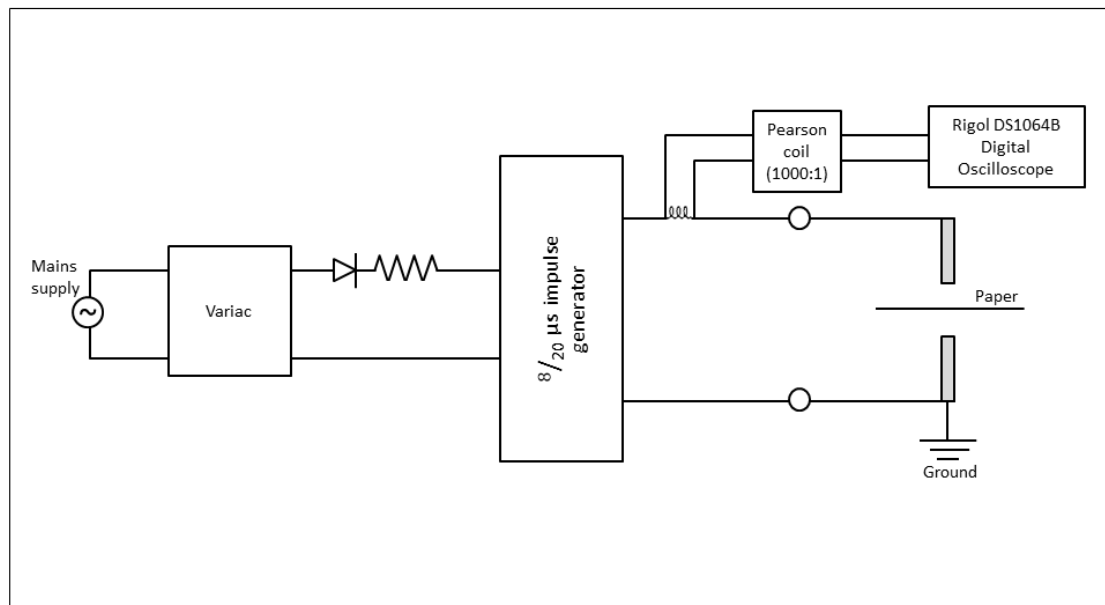 Mains
supply
Variac
8/20 µs impulse
generator
Pearson
coil
(1000:1)
Rigol DS1064B
Digital
Oscilloscope
Paper
Ground